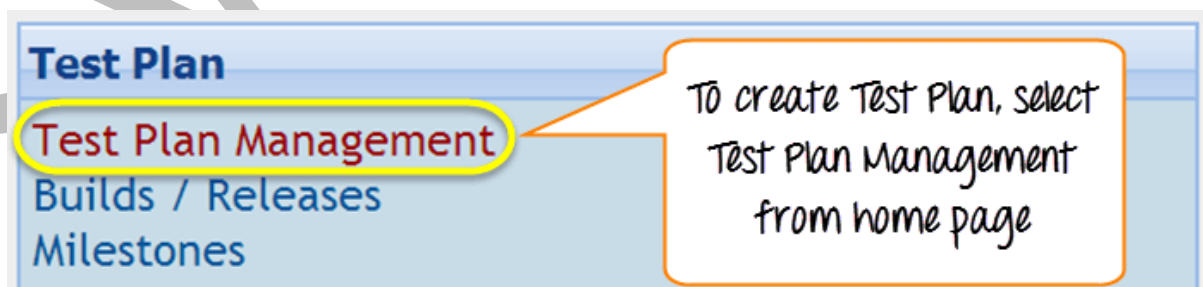 Test Plan
Test Plan Management
Builds / Releases
Milestones
To create Test Plan, select
Test Plan Management
from home page